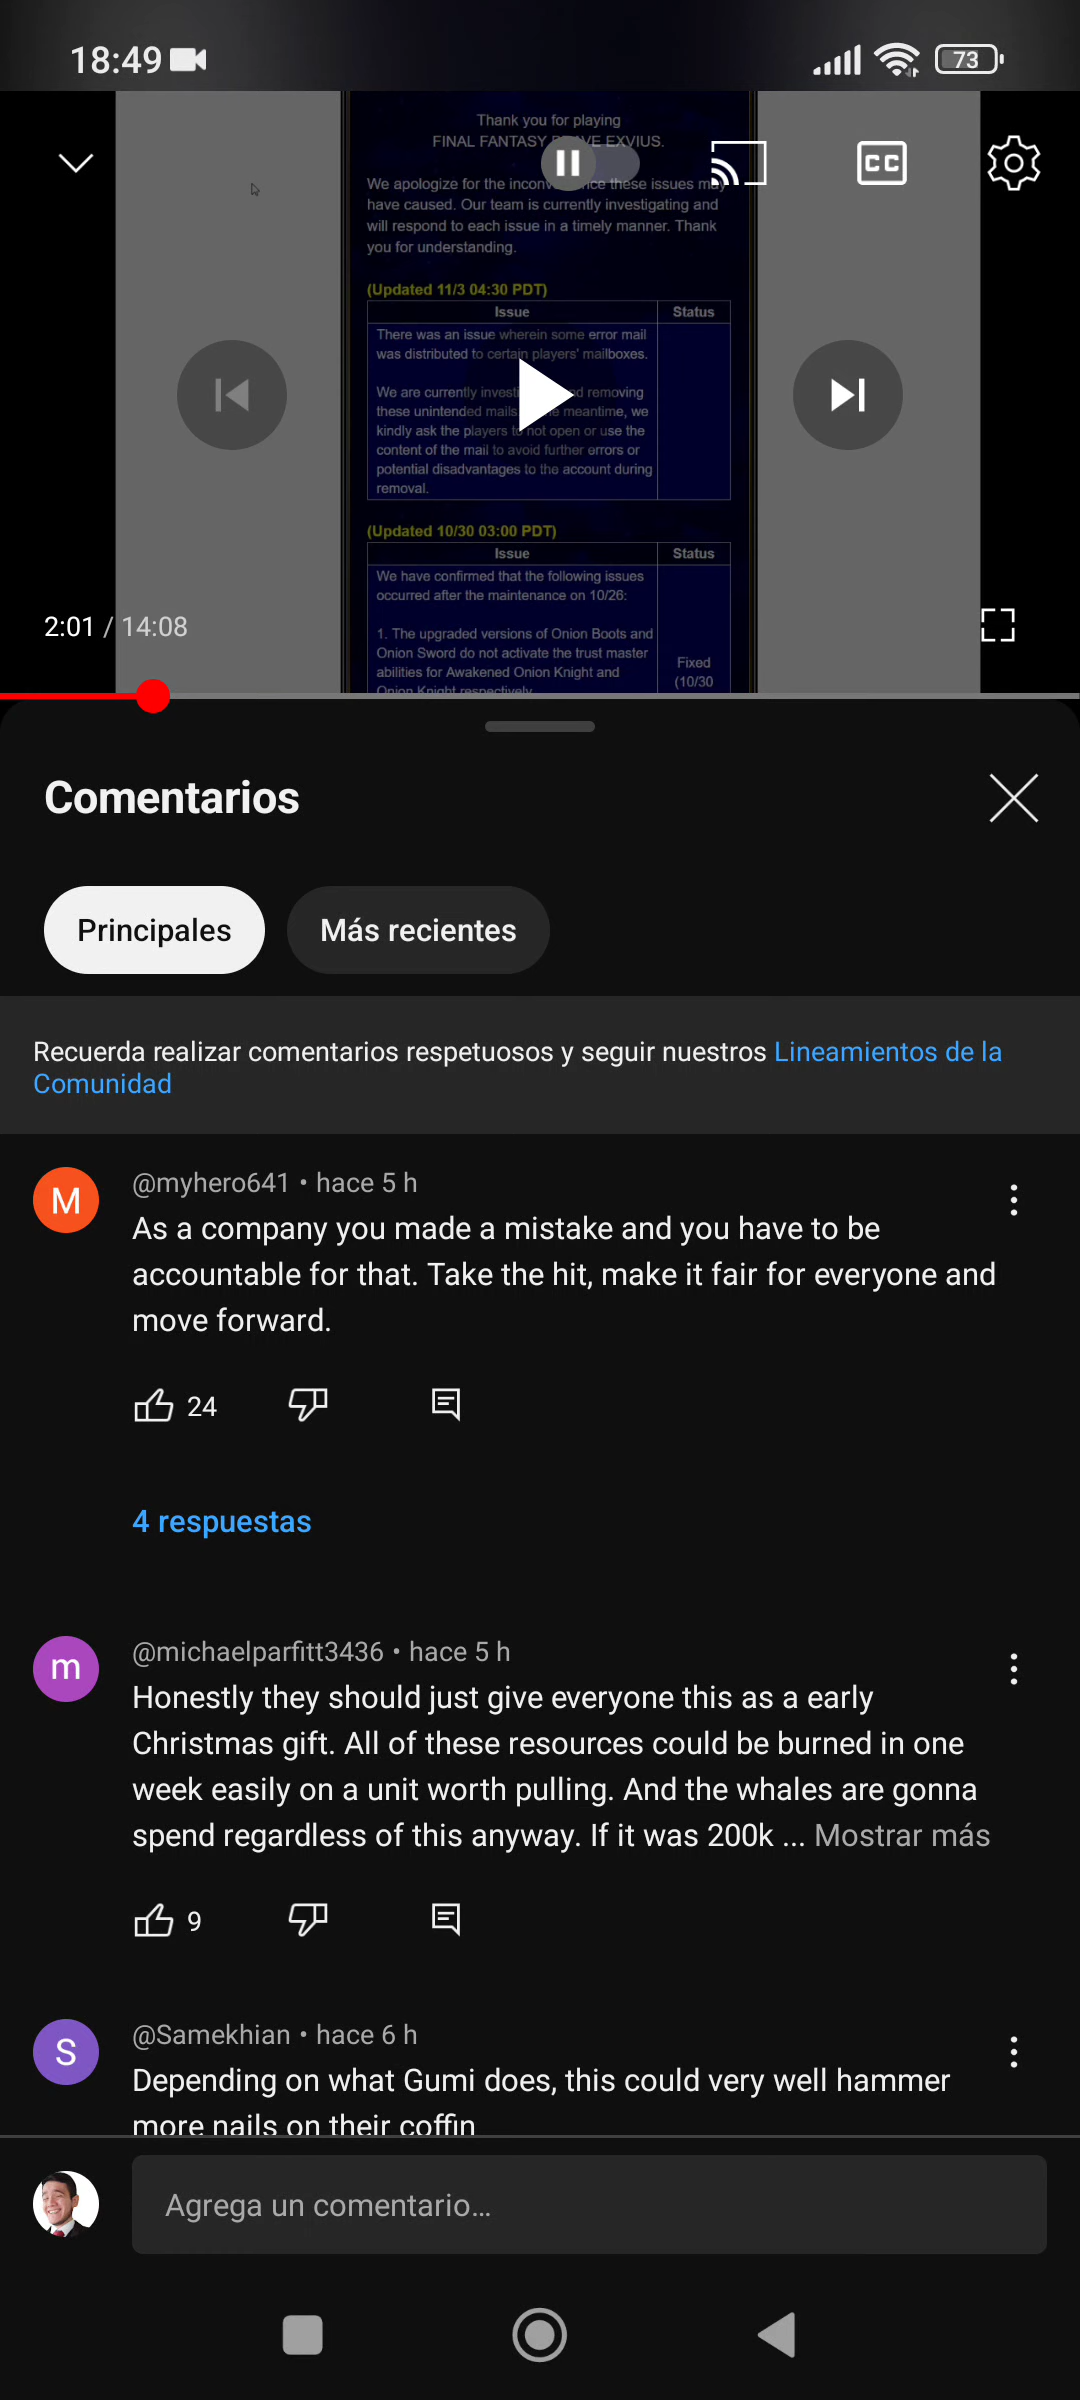 18:49
73
Thank you for playing
FINAL FANTASY BRAVE EXVIUS.
We apologize for the inconvenience these issues may
have caused. Our team is currently investigating and
will respond to each issue in a timely manner. Thank
you for understanding.
(Updated 11/3 04:30 PDT)
Issue Status
There was an issue wherein some error mail
was distributed to certain players' mailboxes.
We are currently and removing
these unintended mails. meantime, we
kindly ask the players to not open or use the
content of the mail to avoid further errors or
potential disadvantages to the account during
removal.
(Updated 10/30 03:00 PDT)
Issue Status
We have confirmed that the following issues
occurred after the maintenance on 10/26:
1. The upgraded versions of Onion Boots and
Onion Sword do not activate the trust master
abilities for Awakened Onion Knight and
Onion Knight respectively
Fixed
(10/30
CC
2:01 / 14:08
Comentarios
Principales Más recientes
Recuerda realizar comentarios respetuosos y seguir nuestros Lineamientos de la
Comunidad
M
@myhero641 • hace 5 h
As a company you made a mistake and you have to be
accountable for that. Take the hit, make it fair for everyone and
move forward.
24
4 respuestas
m
@michaelparfitt3436 • hace 5 h
Honestly they should just give everyone this as a early
Christmas gift. All of these resources could be burned in one
week easily on a unit worth pulling. And the whales are gonna
spend regardless of this anyway. If it was 200k ... Mostrar más
9
S
@Samekhian • hace 6 h
Depending on what Gumi does, this could very well hammer
more nails on their coffin
Agrega un comentario...